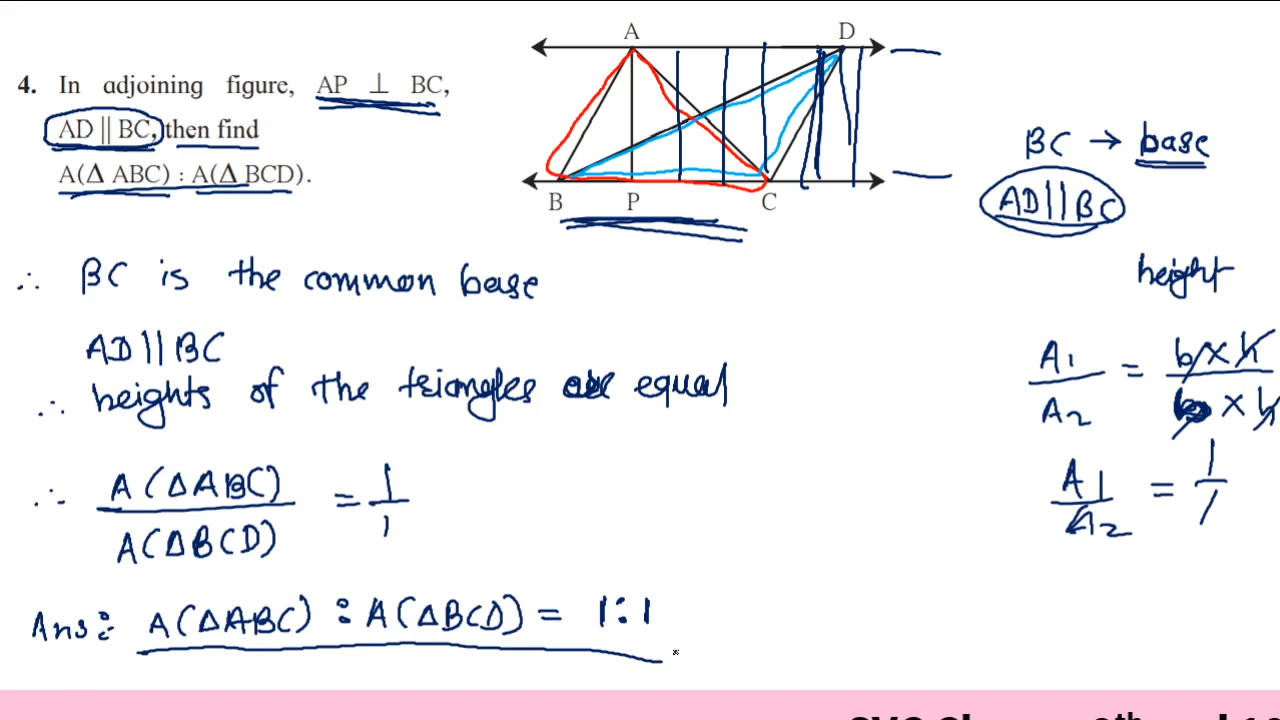 4. In adjoining figure, AP ⊥ BC,
AD || BC, then find
A(Δ ABC) : A(Δ BCD).
A D
B P C
BC → base
AD||BC
height
A1/A2 = b×h/b×h
A1/A2 = 1/1
∴ BC is the common base
AD||BC
∴ heights of the triangles are equal
∴ A(ΔABC)/A(ΔBCD) = 1/1
Ans: A(ΔABC) : A(ΔBCD) = 1:1